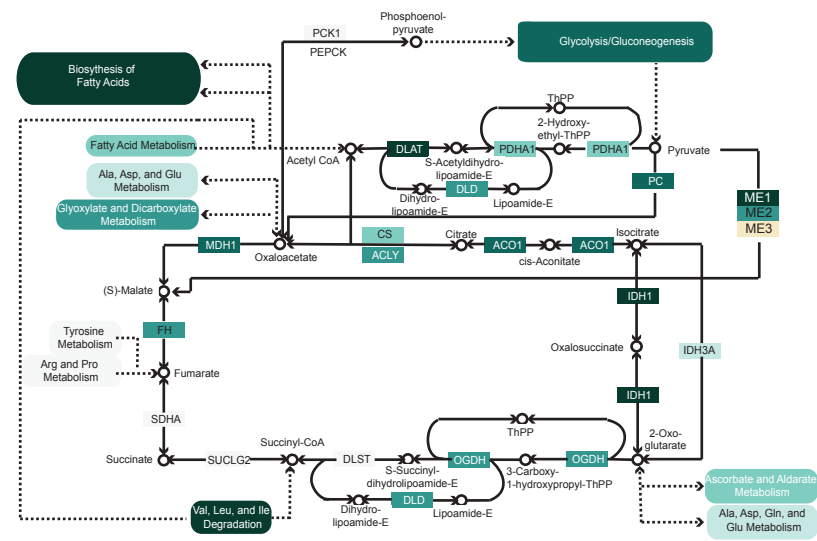 Phosphoenol-
pyruvate
PCK1
PEPCK
Glycolysis/Gluconeogenesis
Biosythesis of
Fatty Acids
ThPP
2-Hydroxy-
ethyl-ThPP
Fatty Acid Metabolism
Acetyl CoA
DLAT
S-Acetyldihydro-
lipoamide-E
PDHA1
PDHA1
Pyruvate
Ala, Asp, and Glu
Metabolism
Dihydro-
lipoamide-E
DLD
Lipoamide-E
PC
ME1
ME2
ME3
Glyoxylate and Dicarboxylate
Metabolism
MDH1
Oxaloacetate
CS
ACLY
Citrate
ACO1
cis-Aconitate
ACO1
Isocitrate
(S)-Malate
IDH1
FH
Tyrosine
Metabolism
Arg and Pro
Metabolism
Fumarate
Oxalosuccinate
IDH3A
IDH1
SDHA
ThPP
2-Oxo-
glutarate
Succinate
SUCLG2
Succinyl-CoA
DLST
S-Succinyl-
dihydrolipoamide-E
OGDH
3-Carboxy-
1-hydroxypropyl-ThPP
OGDH
Val, Leu, and Ile
Degradation
Dihydro-
lipoamide-E
DLD
Lipoamide-E
Ascorbate and Aldarate
Metabolism
Ala, Asp, Gln, and
Glu Metabolism